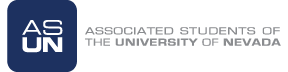 AS
UN
ASSOCIATED STUDENTS OF
THE UNIVERSITY OF NEVADA